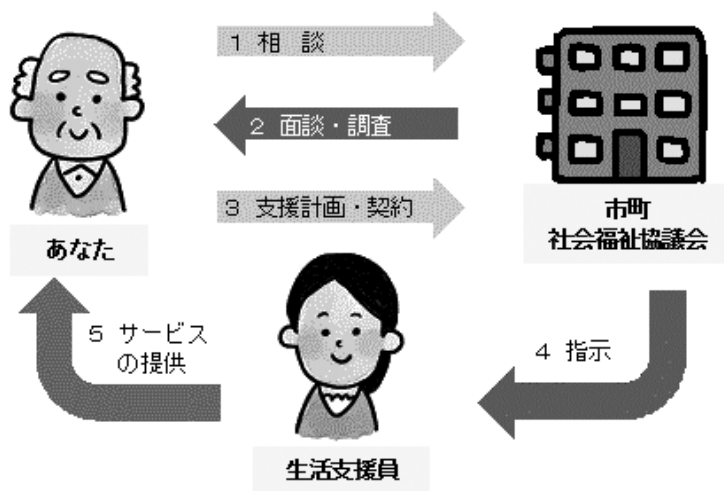 1 相 談
2 面談・調査
3 支援計画・契約
あなた
市町
社会福祉協議会
5 サービス
の提供
4 指示
生活支援員